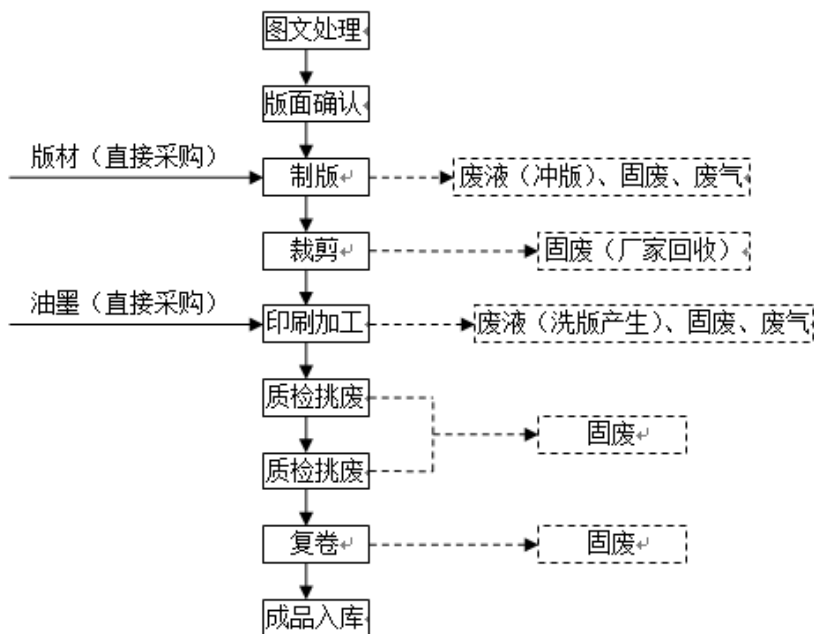 图文处理
版面确认
版材（直接采购）
制版
废液（冲版）、固废、废气
裁剪
固废（厂家回收）
油墨（直接采购）
印刷加工
废液（洗版产生）、固废、废气
质检挑废
固废
质检挑废
复卷
固废
成品入库